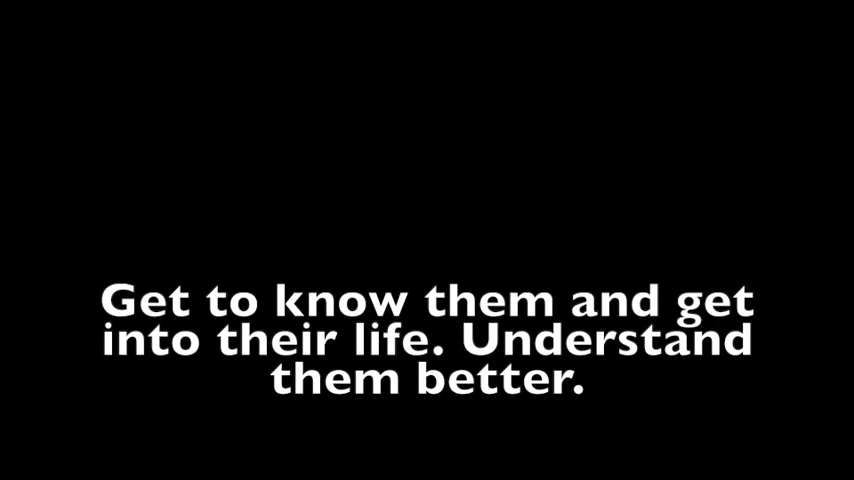 Get to know them and get
into their life. Understand
them better.